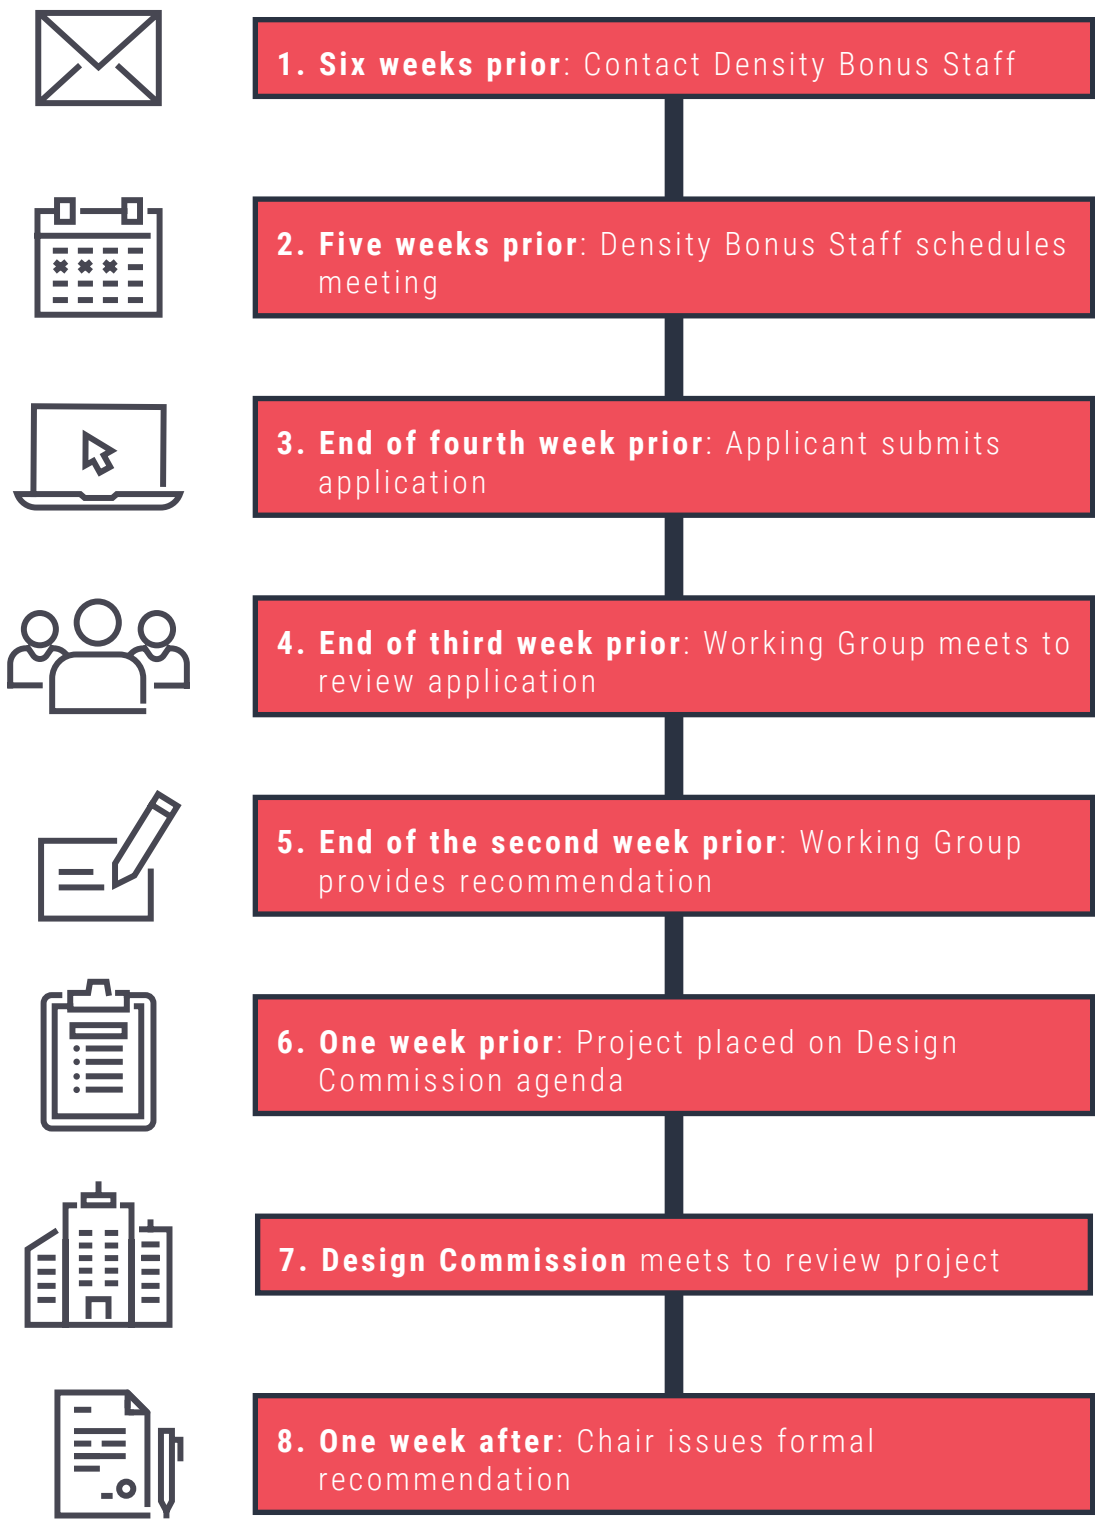 1. Six weeks prior: Contact Density Bonus Staff
2. Five weeks prior: Density Bonus Staff schedules
meeting
3. End of fourth week prior: Applicant submits
application
4. End of third week prior: Working Group meets to
review application
5. End of the second week prior: Working Group
provides recommendation
6. One week prior: Project placed on Design
Commission agenda
7. Design Commission meets to review project
8. One week after: Chair issues formal
recommendation